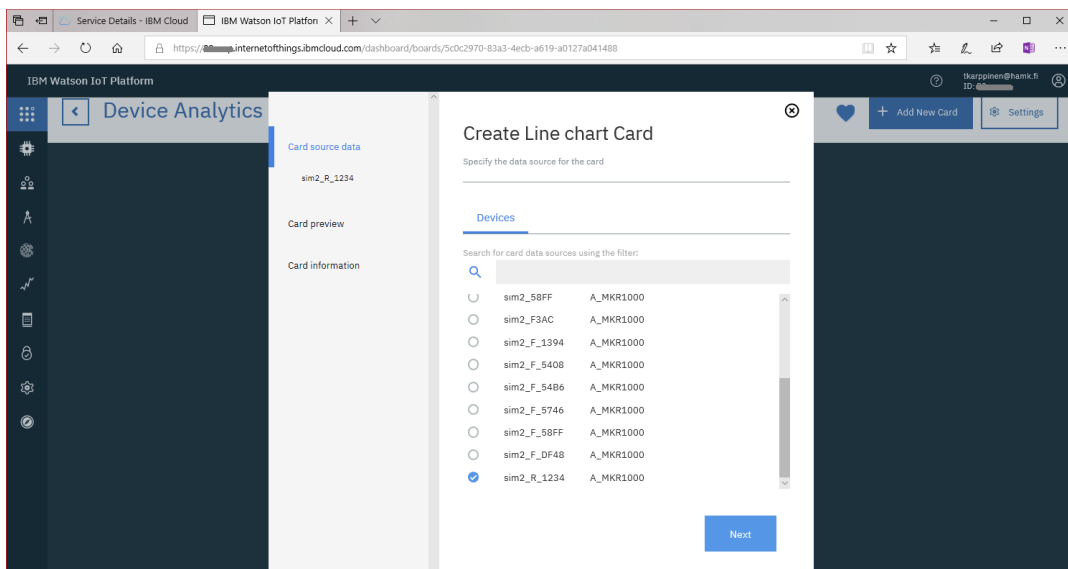 Service Details - IBM Cloud
IBM Watson IoT Platforr
https:// .internetofthings.ibmcloud.com/dashboard/boards/5c0c2970-83a3-4ecb-a619-a0127a041488
IBM Watson IoT Platform
tkarppinen@hamk.fi
ID:
Device Analytics
+ Add New Card
Settings
Card source data
sim2_R_1234
Card preview
Card information
Create Line chart Card
Specify the data source for the card
Devices
Search for card data sources using the filter:
sim2_58FF A_MKR1000
sim2_F3AC A_MKR1000
sim2_F_1394 A_MKR1000
sim2_F_5408 A_MKR1000
sim2_F_54B6 A_MKR1000
sim2_F_5746 A_MKR1000
sim2_F_58FF A_MKR1000
sim2_F_DF48 A_MKR1000
sim2_R_1234 A_MKR1000
Next